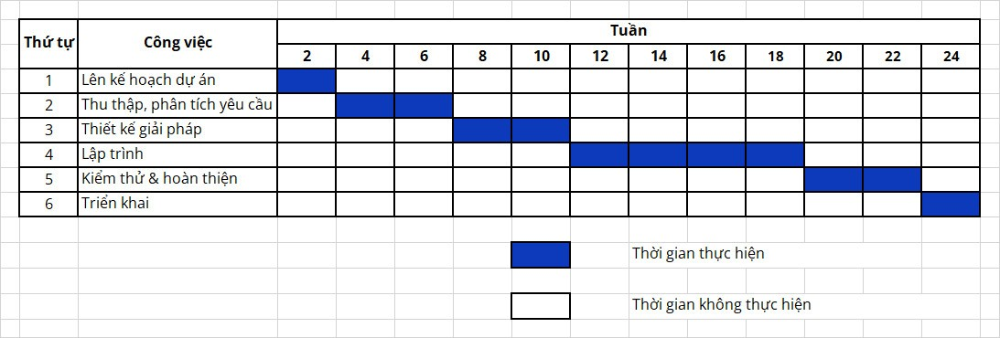 Thứ tự Công việc Tuần
2 4 6 8 10 12 14 16 18 20 22 24
1 Lên kế hoạch dự án
2 Thu thập, phân tích yêu cầu
3 Thiết kế giải pháp
4 Lập trình
5 Kiểm thử & hoàn thiện
6 Triển khai
Thời gian thực hiện
Thời gian không thực hiện